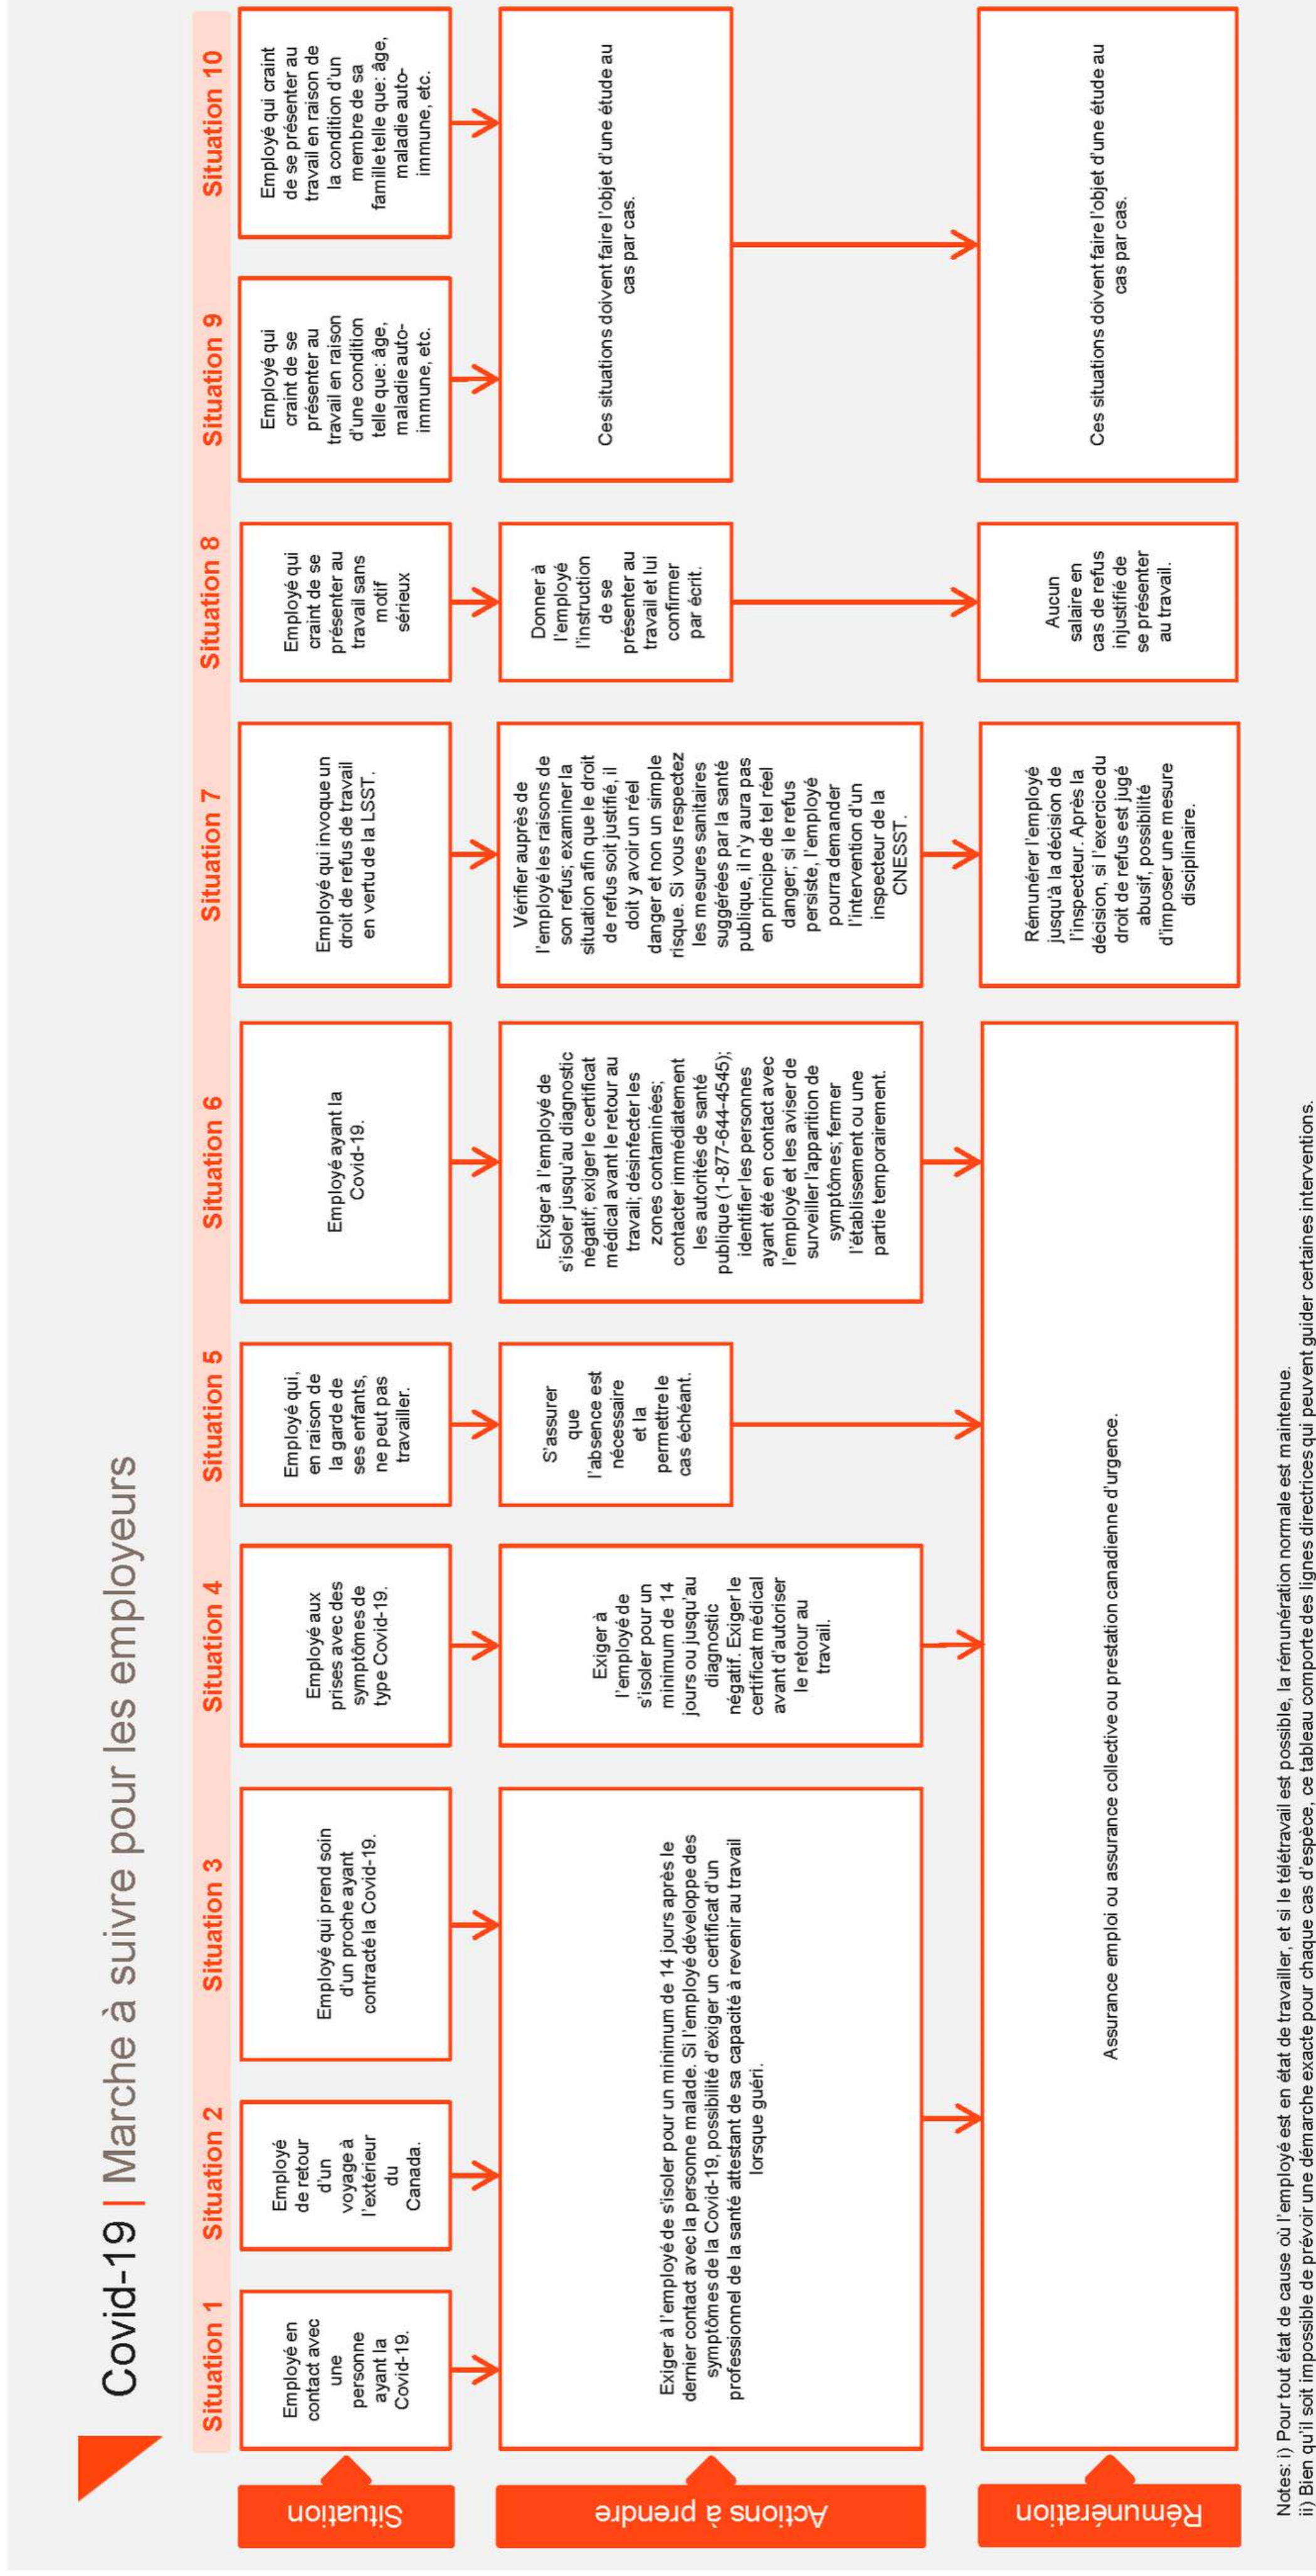 Covid-19 | Marche à suivre pour les employeurs
Situation 1
Situation 2
Situation 3
Situation 4
Situation 5
Situation 6
Situation 7
Situation 8
Situation 9
Situation 10
Situation
Employé en
contact avec
une
personne
ayant la
Covid-19.
Employé
de retour
d'un
voyage à
l'extérieur
du
Canada.
Employé qui prend soin
d'un proche ayant
contracté la Covid-19.
Employé aux
prises avec des
symptômes de
type Covid-19.
Employé qui,
en raison de
la garde de
ses enfants,
ne peut pas
travailler.
Employé ayant la
Covid-19.
Employé qui invoque un
droit de refus de travail
en vertu de la LSST.
Employé qui
craint de se
présenter au
travail sans
motif
sérieux
Employé qui
craint de se
présenter au
travail en raison
d'une condition
telle que: âge,
maladie auto-
immune, etc.
Employé qui craint
de se présenter au
travail en raison de
la condition d'un
membre de sa
famille telle que: âge,
maladie auto-
immune, etc.
Actions à prendre
Exiger à l'employé de s'isoler pour un minimum de 14 jours après le
dernier contact avec la personne malade. Si l'employé développe des
symptômes de la Covid-19, possibilité d'exiger un certificat d'un
professionnel de la santé attestant de sa capacité à revenir au travail
lorsque guéri.
Exiger à
l'employé de
s'isoler pour un
minimum de 14
jours ou jusqu'au
diagnostic
négatif. Exiger le
certificat médical
avant d'autoriser
le retour au
travail.
S'assurer
que
l'absence est
nécessaire
et la
permettre le
cas échéant.
Exiger à l'employé de
s'isoler jusqu'au diagnostic
négatif; exiger le certificat
médical avant le retour au
travail; désinfecter les
zones contaminées;
contacter immédiatement
les autorités de santé
publique (1-877-644-4545);
identifier les personnes
ayant été en contact avec
l'employé et les aviser de
surveiller l'apparition de
symptômes; fermer
l'établissement ou une
partie temporairement.
Vérifier auprès de
l'employé les raisons de
son refus; examiner la
situation afin que le droit
de refus soit justifié, il
doit y avoir un réel
danger et non un simple
risque. Si vous respectez
les mesures sanitaires
suggérées par la santé
publique, il n'y aura pas
en principe de tel réel
danger; si le refus
persiste, l'employé
pourra demander
l'intervention d'un
inspecteur de la
CNESST.
Donner à
l'employé
l'instruction
de se
présenter au
travail et lui
confirmer
par écrit.
Ces situations doivent faire l'objet d'une étude au
cas par cas.
Rémunération
Assurance emploi ou assurance collective ou préstation canadienne d'urgence.
Rémunérer l'employé
jusqu'à la décision de
l'inspecteur. Après la
décision, si l'exercice du
droit de refus est jugé
abusif, possibilité
d'imposer une mesure
disciplinaire.
Aucun
salaire en
cas de refus
injustifié de
se présenter
au travail.
Ces situations doivent faire l'objet d'une étude au
cas par cas.
Notes: i) Pour tout état de cause où l'employé est en état de travailler, et si le télétravail est possible, la rémunération normale est maintenue.
ii) Bien qu'il soit impossible de prévoir une démarche exacte pour chaque cas d'espèce, ce tableau comporte des lignes directrices qui peuvent guider certaines interventions.